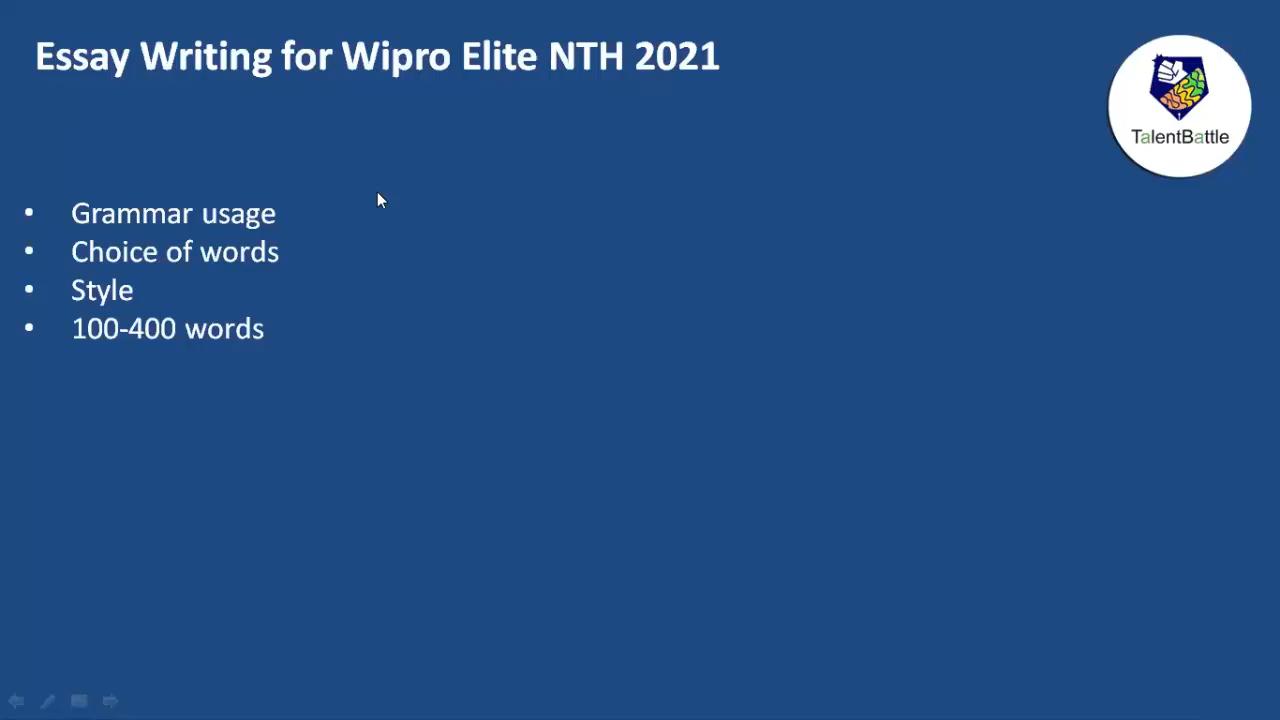 Essay Writing for Wipro Elite NTH 2021
TalentBattle
• Grammar usage
• Choice of words
• Style
• 100-400 words